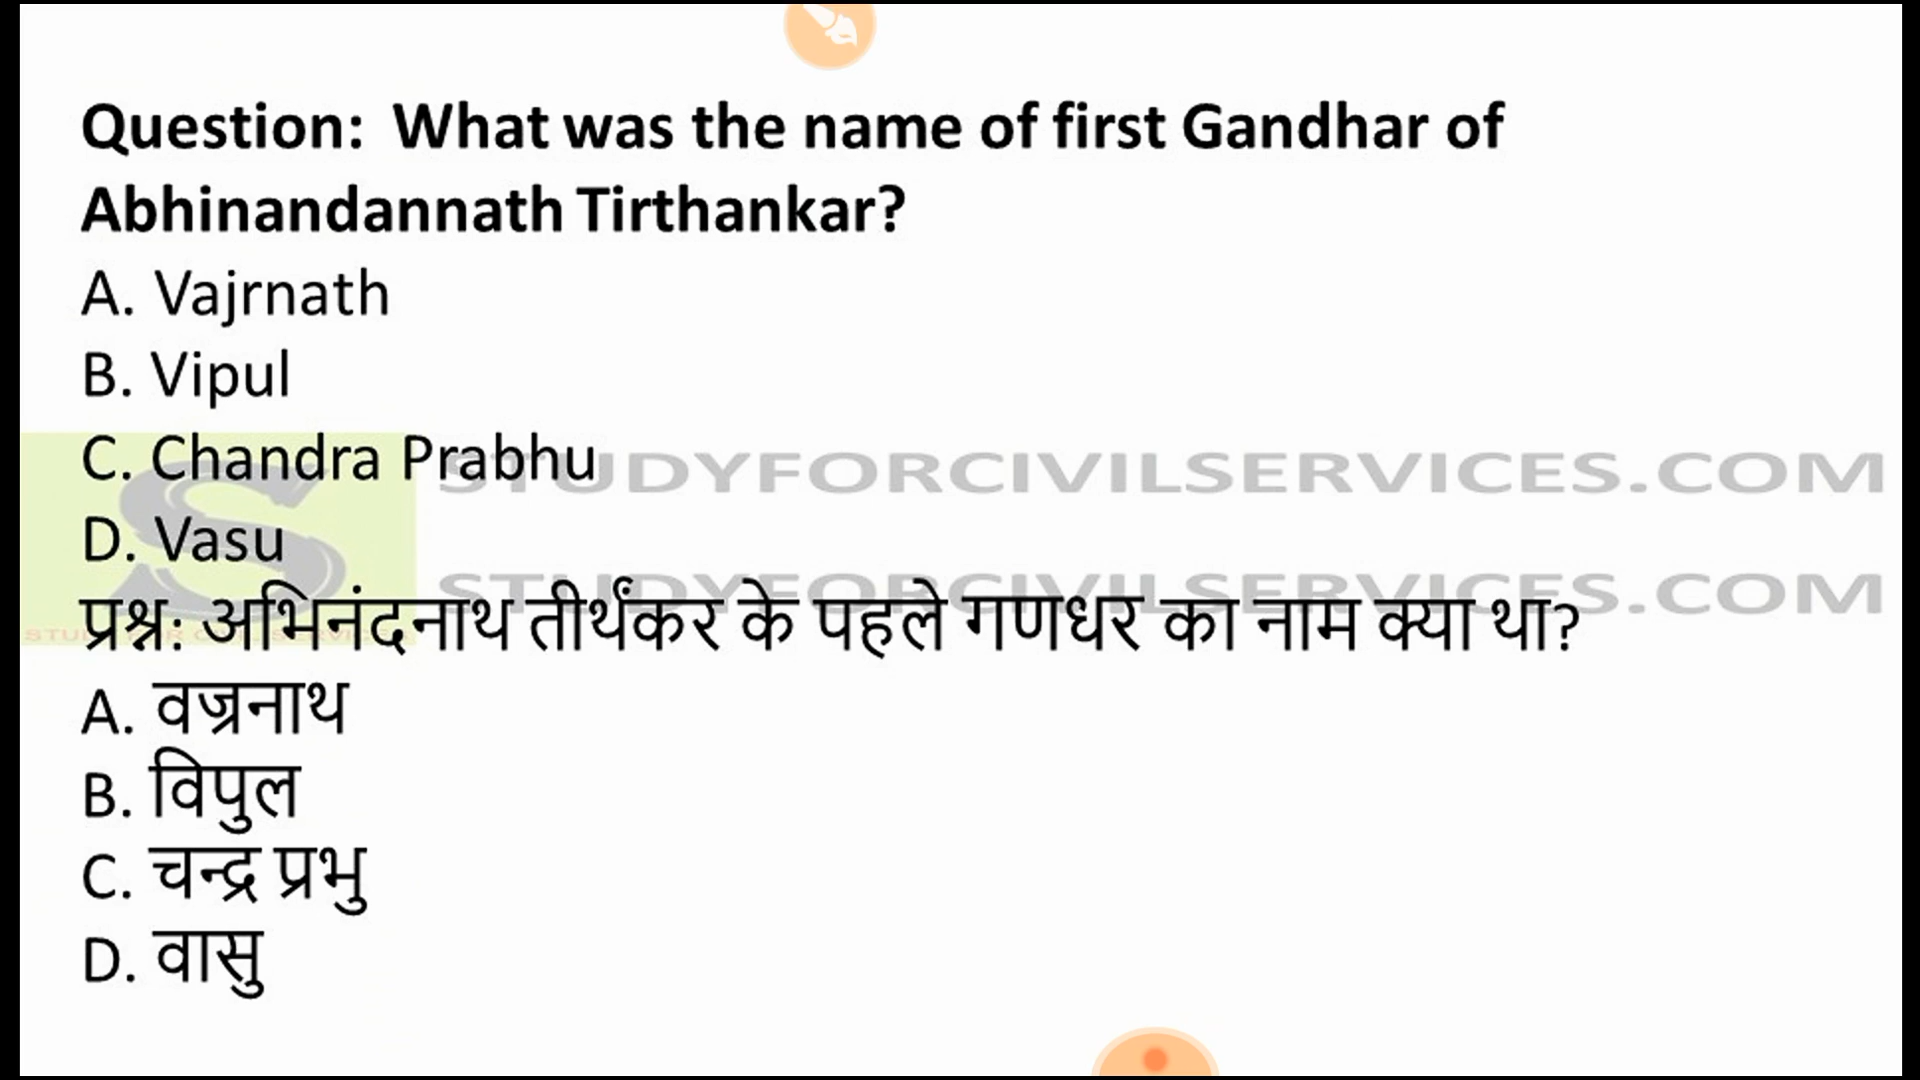 Question: What was the name of first Gandhar of
Abhinandannath Tirthankar?
A. Vajrnath
B. Vipul
C. Chandra Prabhu
STUDYFORCIVILSERVICES.COM
D. Vasu
STUDYFORCIVILSERVICES.COM
प्रश्न: अभिनंदनाथ तीर्थंकर के पहले गणधर का नाम क्या था?
A. वज्रनाथ
B. विपुल
C. चन्द्र प्रभु
D. वासु